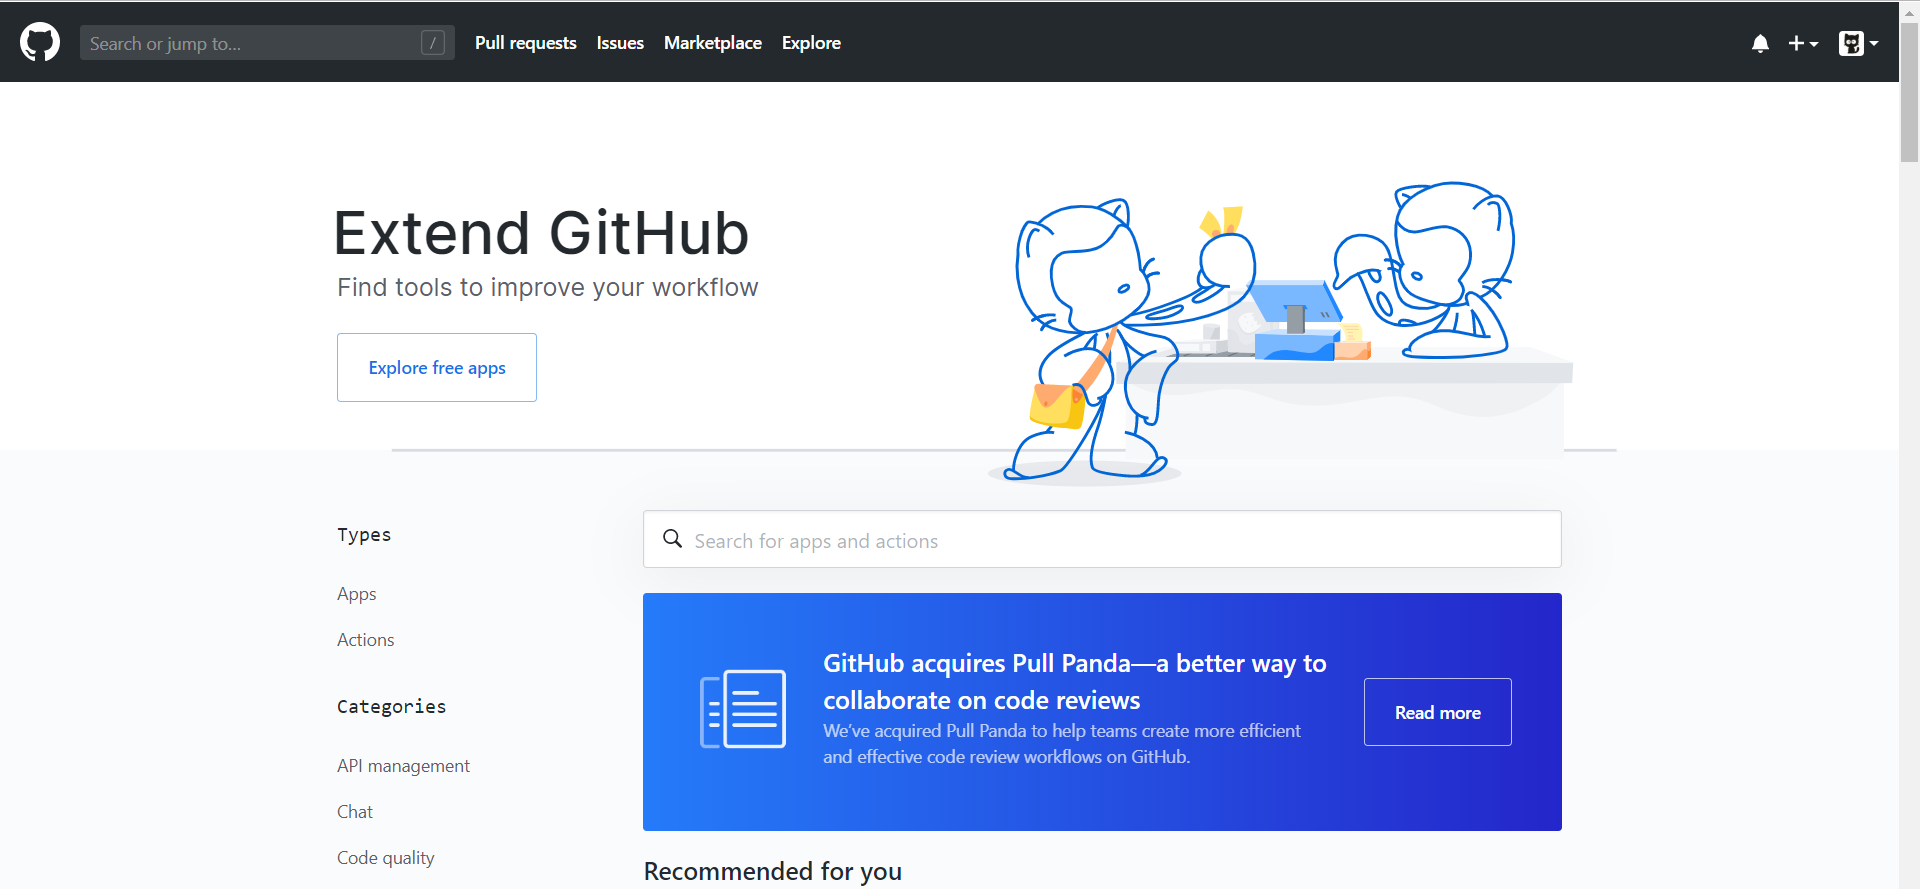 Search or jump to...
/
Pull requests
Issues
Marketplace
Explore
Extend GitHub
Find tools to improve your workflow
Explore free apps
Types
Apps
Actions
Categories
API management
Chat
Code quality
Search for apps and actions
GitHub acquires Pull Panda—a better way to
collaborate on code reviews
We’ve acquired Pull Panda to help teams create more efficient
and effective code review workflows on GitHub.
Read more
Recommended for you